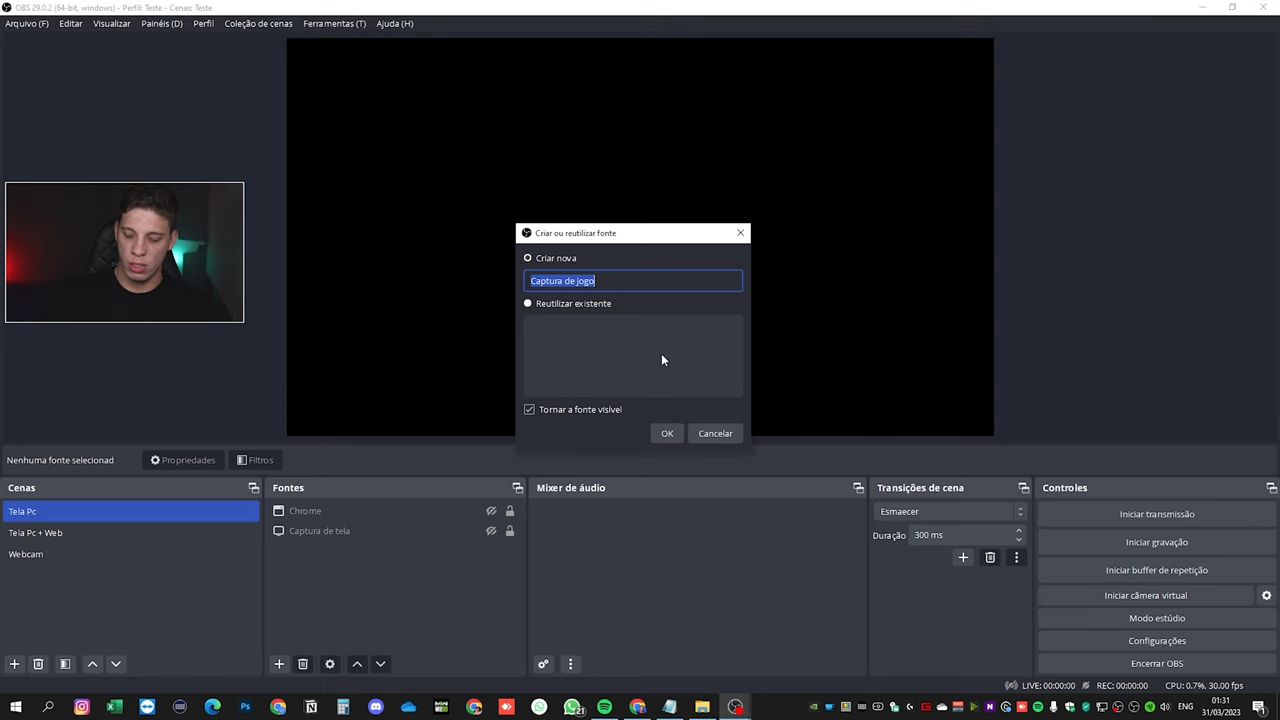 OBS 29.0.2 (64-bit, windows) - Perfil: Teste - Cenas: Teste
Arquivo (F) Editar Visualizar Painéis (D) Perfil Coleção de cenas Ferramentas (T) Ajuda (H)
Criar ou reutilizar fonte
Criar nova
Captura de jogo
Reutilizar existente
Tornar a fonte visível
OK Cancelar
Nenhuma fonte selecionad Propriedades Filtros
Cenas
Tela Pc
Tela Pc + Web
Webcam
Fontes
Chrome
Captura de tela
Mixer de áudio
Transições de cena
Esmaecer
Duração 300 ms
Controles
Iniciar transmissão
Iniciar gravação
Iniciar buffer de repetição
Iniciar câmera virtual
Modo estúdio
Configurações
Encerrar OBS
LIVE: 00:00:00 REC: 00:00:00 CPU: 0.7%, 30.00 fps
ENG
01:31
31/03/2023